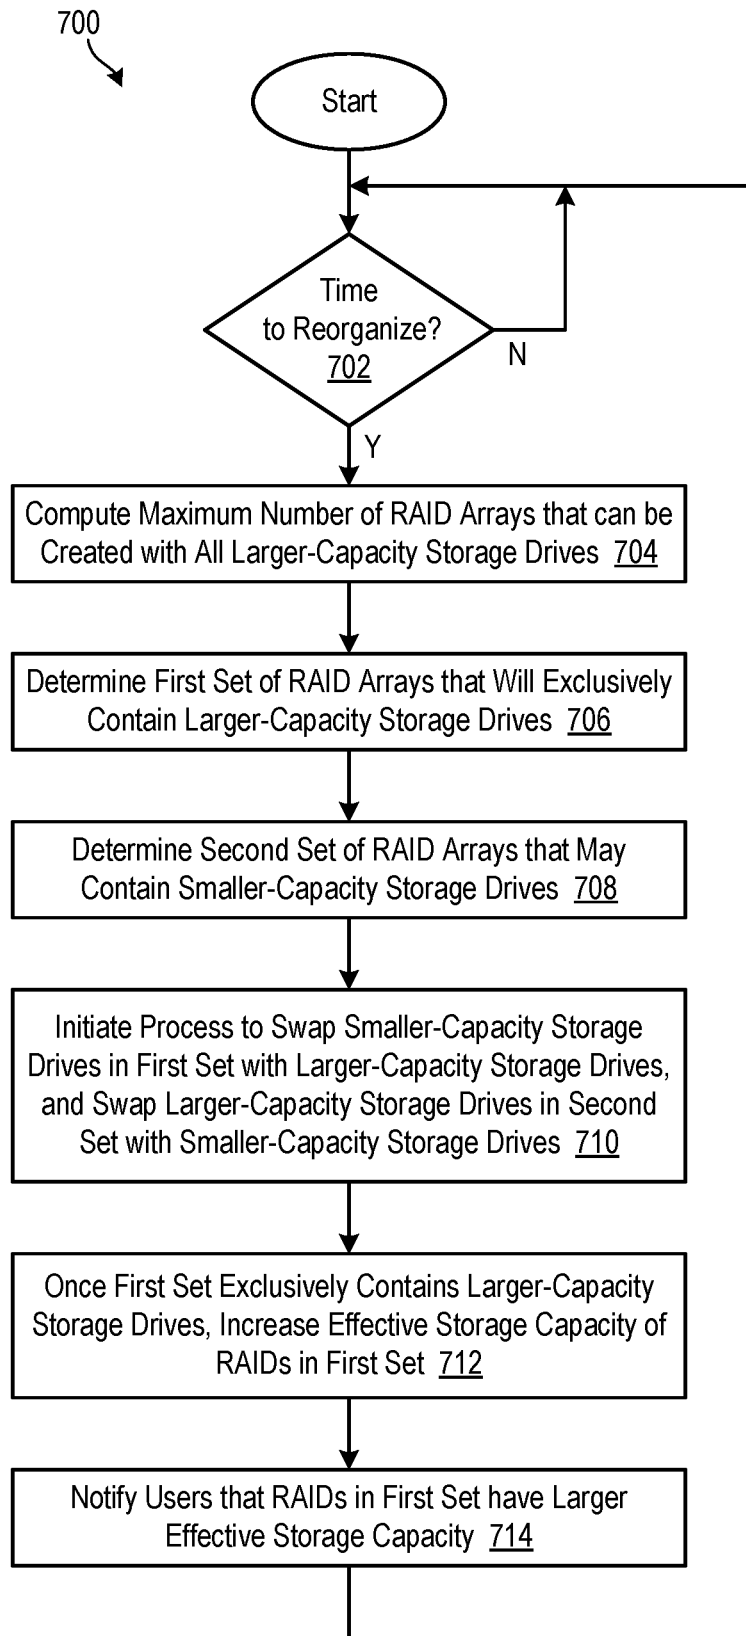 700
Start
Time
to Reorganize?
702
N
Y
Compute Maximum Number of RAID Arrays that can be
Created with All Larger-Capacity Storage Drives 704
Determine First Set of RAID Arrays that Will Exclusively
Contain Larger-Capacity Storage Drives 706
Determine Second Set of RAID Arrays that May
Contain Smaller-Capacity Storage Drives 708
Initiate Process to Swap Smaller-Capacity Storage
Drives in First Set with Larger-Capacity Storage Drives,
and Swap Larger-Capacity Storage Drives in Second
Set with Smaller-Capacity Storage Drives 710
Once First Set Exclusively Contains Larger-Capacity
Storage Drives, Increase Effective Storage Capacity of
RAIDs in First Set 712
Notify Users that RAIDs in First Set have Larger
Effective Storage Capacity 714